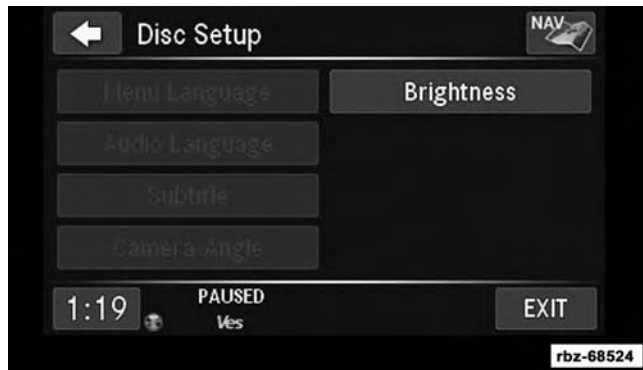 Disc Setup
NAV
Menu Language
Brightness
Audio Language
Subtitle
Camera Angle
1:19
PAUSED
Ves
EXIT
rbz-68524